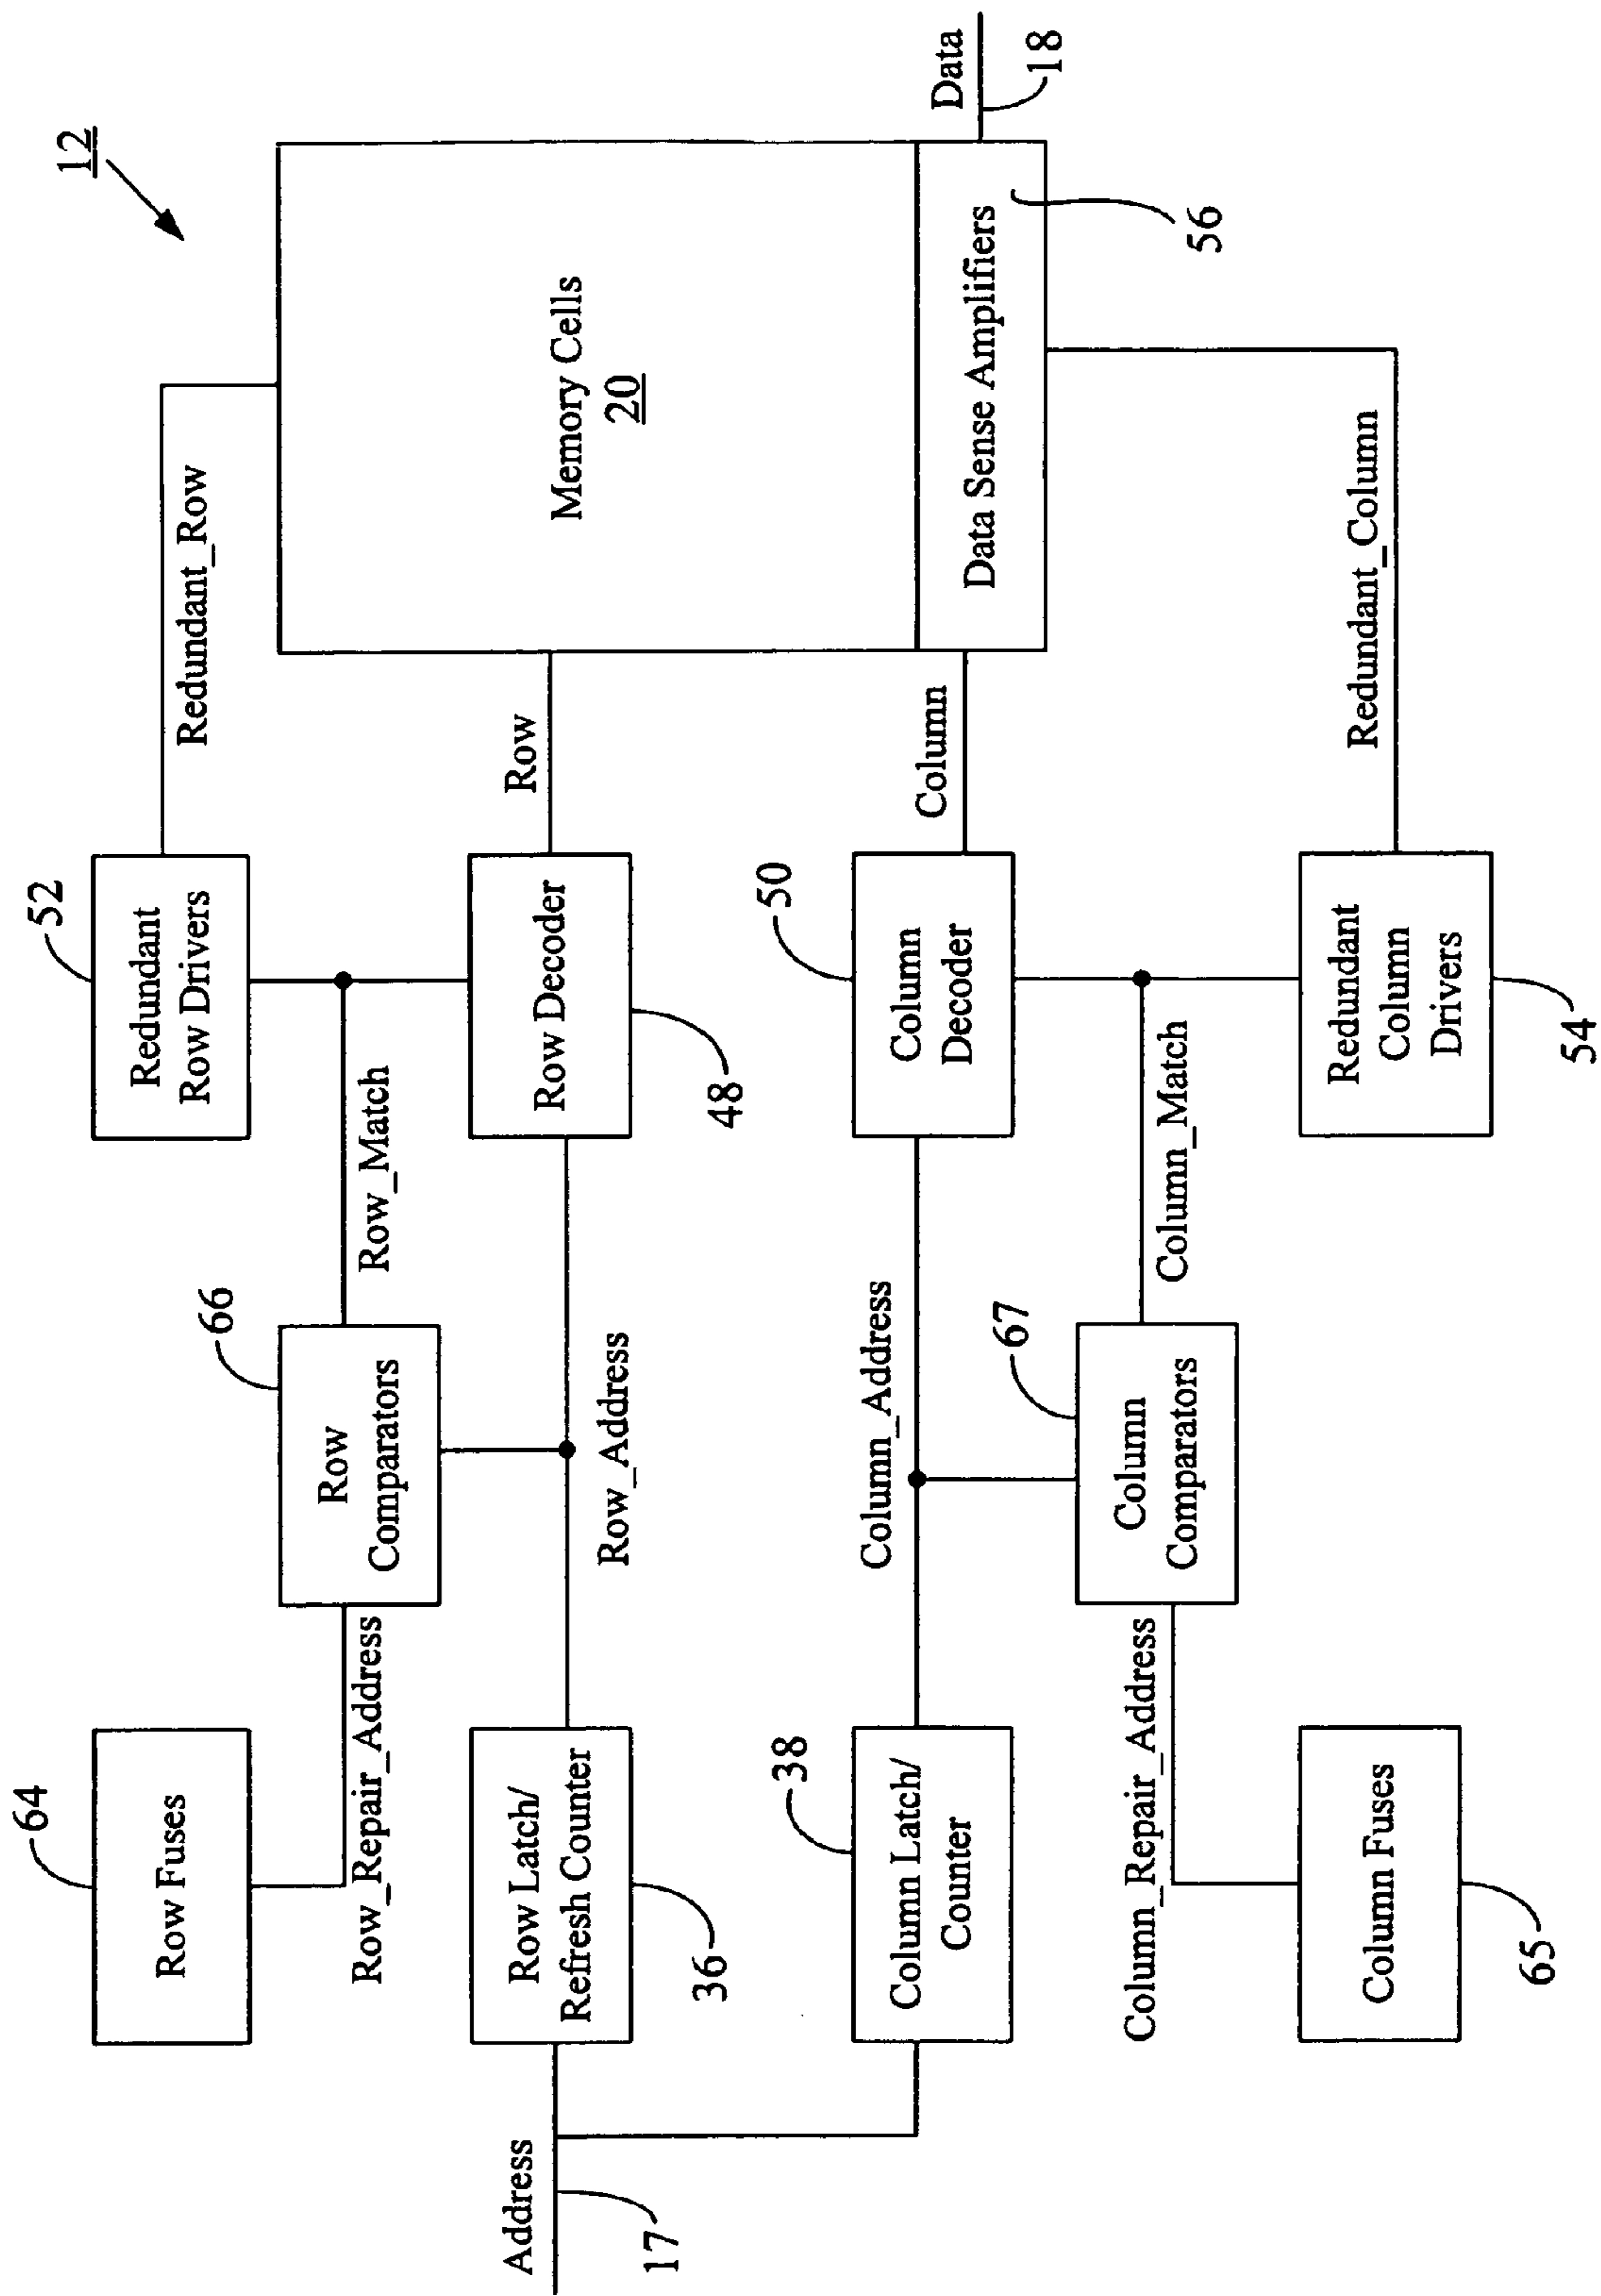 12
64
Row Fuses
Row_Repair_Address
66
Row
Comparators
Row_Match
52
Redundant
Row Drivers
Redundant_Row
Address
17
Row Latch/
Refresh Counter
36
Row_Address
Row Decoder
48
Row
Memory Cells
20
38
Column Latch/
Counter
Column_Address
50
Column
Decoder
Column
Data Sense Amplifiers
56
Data
18
Column_Repair_Address
67
Column
Comparators
Column_Match
Column Fuses
65
Redundant
Column
Drivers
54
Redundant_Column